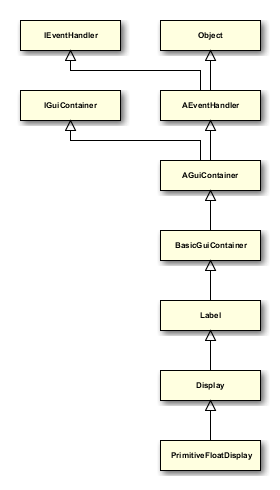 IEventHandler
Object
IGuiContainer
AEventHandler
AGuiContainer
BasicGuiContainer
Label
Display
PrimitiveFloatDisplay